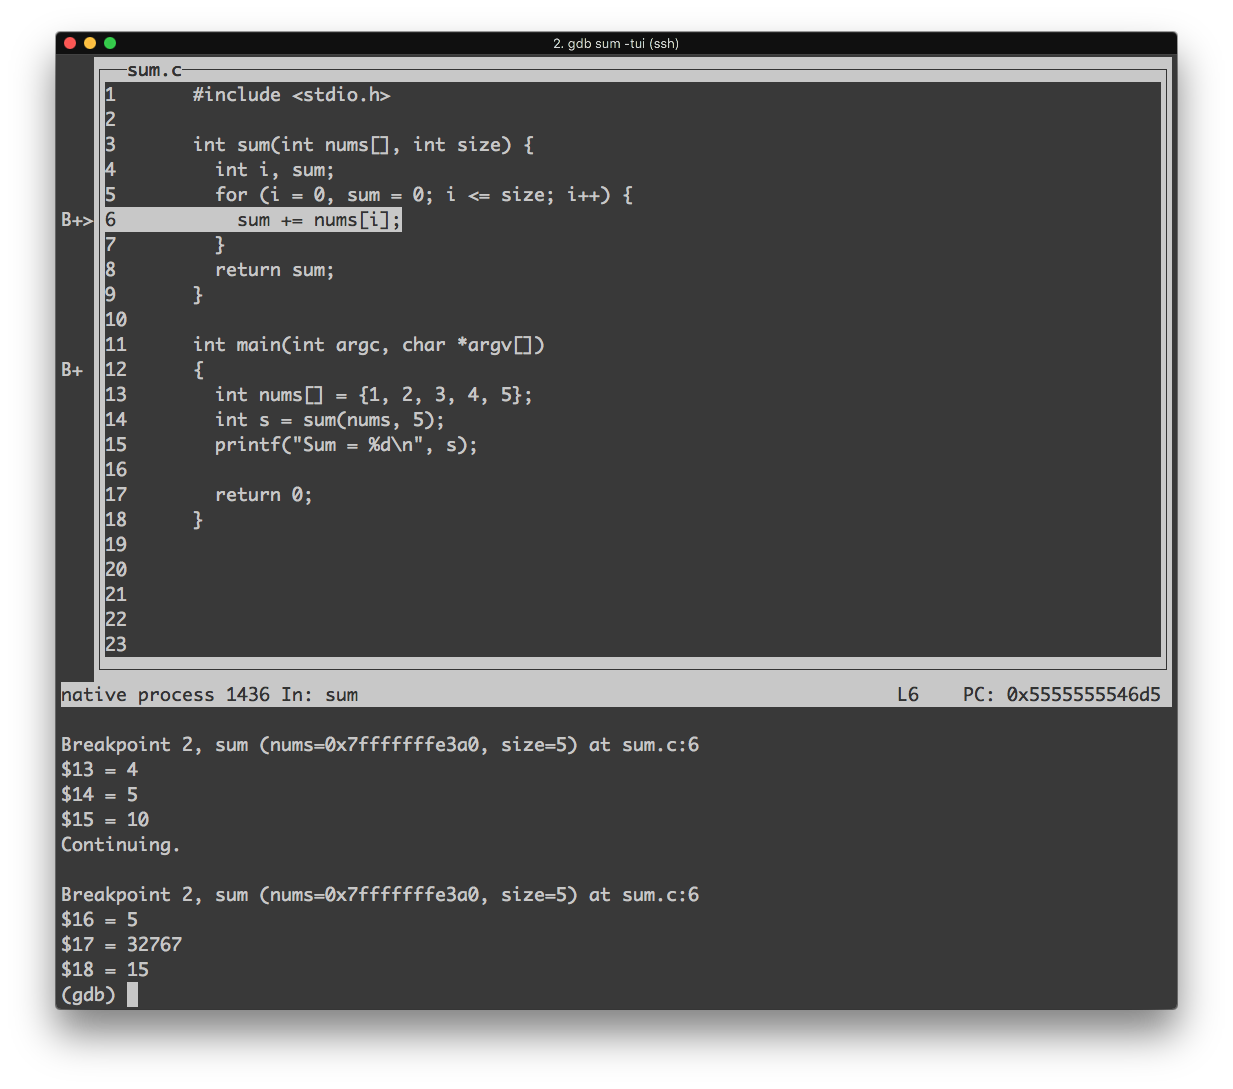 2. gdb sum -tui (ssh)
sum.c
1 #include <stdio.h>
2
3 int sum(int nums[], int size) {
4 int i, sum;
5 for (i = 0, sum = 0; i <= size; i++) {
B+> 6 sum += nums[i];
7 }
8 return sum;
9 }
10
11 int main(int argc, char *argv[])
B+ 12 {
13 int nums[] = {1, 2, 3, 4, 5};
14 int s = sum(nums, 5);
15 printf("Sum = %d\n", s);
16
17 return 0;
18 }
19
20
21
22
23
native process 1436 In: sum L6 PC: 0x5555555546d5
Breakpoint 2, sum (nums=0x7fffffffe3a0, size=5) at sum.c:6
$13 = 4
$14 = 5
$15 = 10
Continuing.
Breakpoint 2, sum (nums=0x7fffffffe3a0, size=5) at sum.c:6
$16 = 5
$17 = 32767
$18 = 15
(gdb)